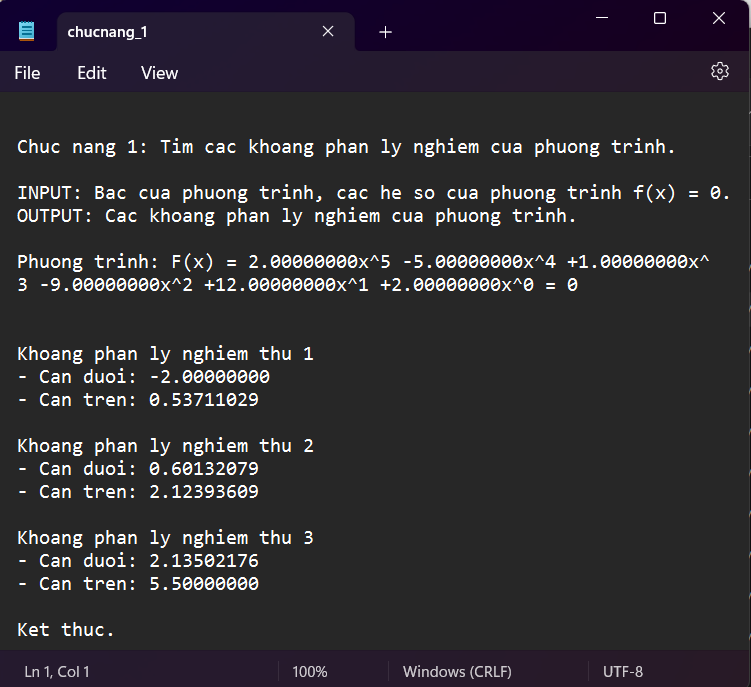 chucnang_1
File Edit View
Chuc nang 1: Tim cac khoang phan ly nghiem cua phuong trinh.
INPUT: Bac cua phuong trinh, cac he so cua phuong trinh f(x) = 0.
OUTPUT: Cac khoang phan ly nghiem cua phuong trinh.
Phuong trinh: F(x) = 2.00000000x^5 -5.00000000x^4 +1.00000000x^
3 -9.00000000x^2 +12.00000000x^1 +2.00000000x^0 = 0
Khoang phan ly nghiem thu 1
- Can duoi: -2.00000000
- Can tren: 0.53711029
Khoang phan ly nghiem thu 2
- Can duoi: 0.60132079
- Can tren: 2.12393609
Khoang phan ly nghiem thu 3
- Can duoi: 2.13502176
- Can tren: 5.50000000
Ket thuc.
Ln 1, Col 1 100% Windows (CRLF) UTF-8